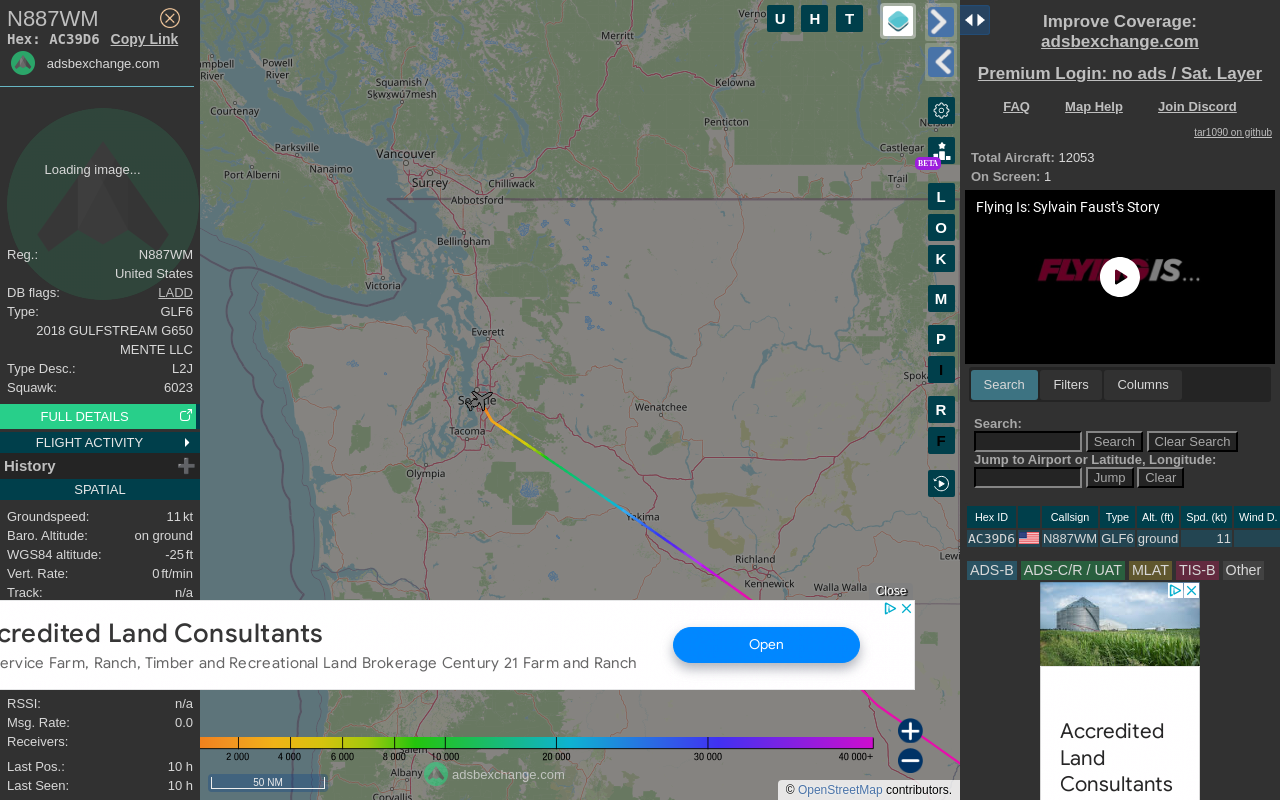 N887WM
Hex: AC39D6 Copy Link
adsbexchange.com
Loading image...
Reg.: N887WM
United States
DB flags: LADD
Type: GLF6
2018 GULFSTREAM G650
MENTE LLC
Type Desc.: L2J
Squawk: 6023
FULL DETAILS
FLIGHT ACTIVITY
History
SPATIAL
Groundspeed: 11 kt
Baro. Altitude: on ground
WGS84 altitude: -25 ft
Vert. Rate: 0 ft/min
Track: n/a
RSSI: n/a
Msg. Rate: 0.0
Receivers:
Last Pos.: 10 h
Last Seen: 10 h
Merritt
Powell
River
River
Squamish /
Sḵwx̱wú7mesh
Courtenay
Kelowna
Penticton
Parksville
Nanaimo
Port Alberni
Vancouver
Surrey
Chilliwack
Abbotsford
Castlegar
Trail
Bellingham
Victoria
Everett
Tacoma
Olympia
Wenatchee
Yakima
Richland
Kennewick
Walla Walla
Albany
Corvallis
U H T
BETA
L
O
K
M
P
I
R
F
Close
credited Land Consultants
ervice Farm, Ranch, Timber and Recreational Land Brokerage Century 21 Farm and Ranch
Open
2 000 4 000 6 000 8 000 10 000 20 000 30 000 40 000+
adsbexchange.com
50 NM
© OpenStreetMap contributors.
Improve Coverage:
adsbexchange.com
Premium Login: no ads / Sat. Layer
FAQ Map Help Join Discord
tar1090 on github
Total Aircraft: 12053
On Screen: 1
Flying Is: Sylvain Faust's Story
FLYING IS...
Search Filters Columns
Search:
Search Clear Search
Jump to Airport or Latitude, Longitude:
Jump Clear
Hex ID Callsign Type Alt. (ft) Spd. (kt) Wind D.
AC39D6 N887WM GLF6 ground 11
ADS-B ADS-C/R / UAT MLAT TIS-B Other
Accredited
Land
Consultants